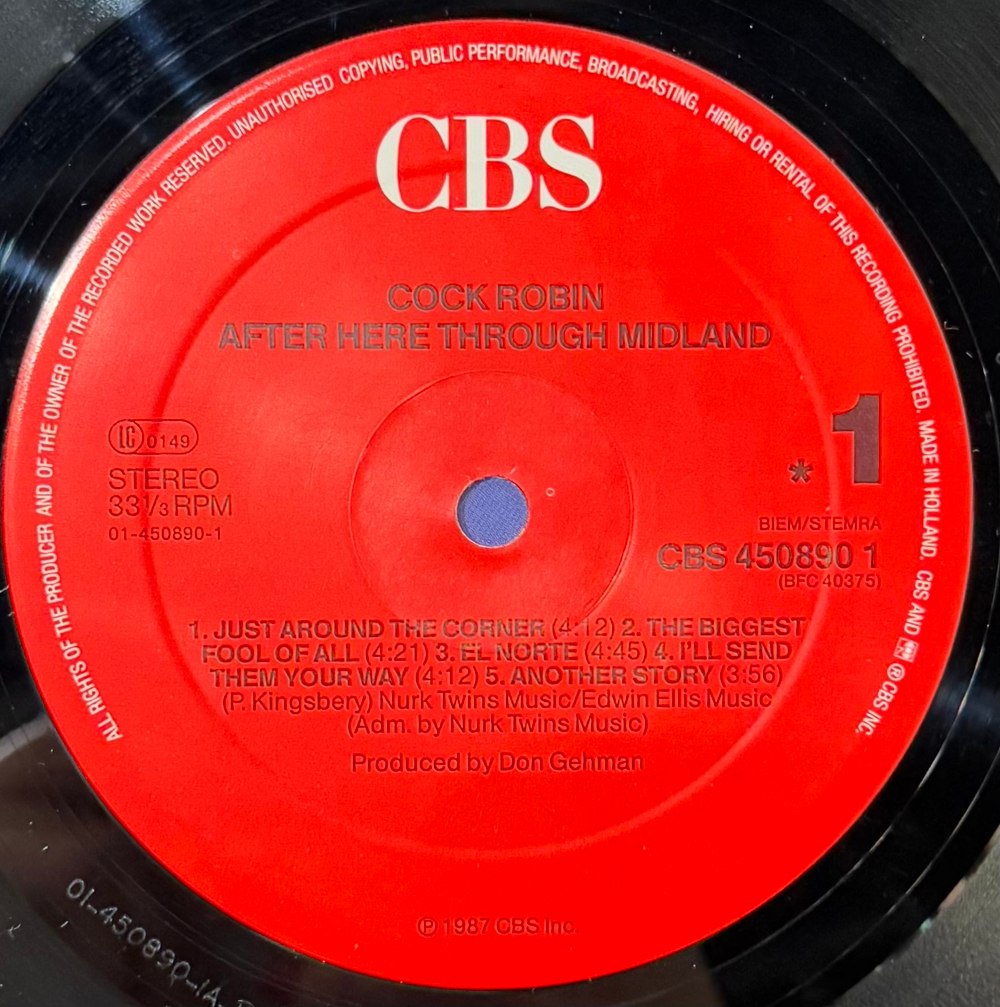 ALL RIGHTS OF THE PRODUCER AND OF THE OWNER OF THE RECORDED WORK RESERVED. UNAUTHORISED COPYING, PUBLIC PERFORMANCE, BROADCASTING, HIRING OR RENTAL OF THIS RECORDING PROHIBITED. MADE IN HOLLAND. CBS AND ℗ CBS INC.
CBS
COCK ROBIN
AFTER HERE THROUGH MIDLAND
LC 0149
STEREO
33 1/3 RPM
01-450890-1
* 1
BIEM/STEMRA
CBS 450890 1
(BFC 40375)
1. JUST AROUND THE CORNER (4:12) 2. THE BIGGEST
FOOL OF ALL (4:21) 3. EL NORTE (4:45) 4. I'LL SEND
THEM YOUR WAY (4:12) 5. ANOTHER STORY (3:56)
(P. Kingsbery) Nurk Twins Music/Edwin Ellis Music
(Adm. by Nurk Twins Music)
Produced by Don Gehman
℗ 1987 CBS Inc.
01-450890-1A